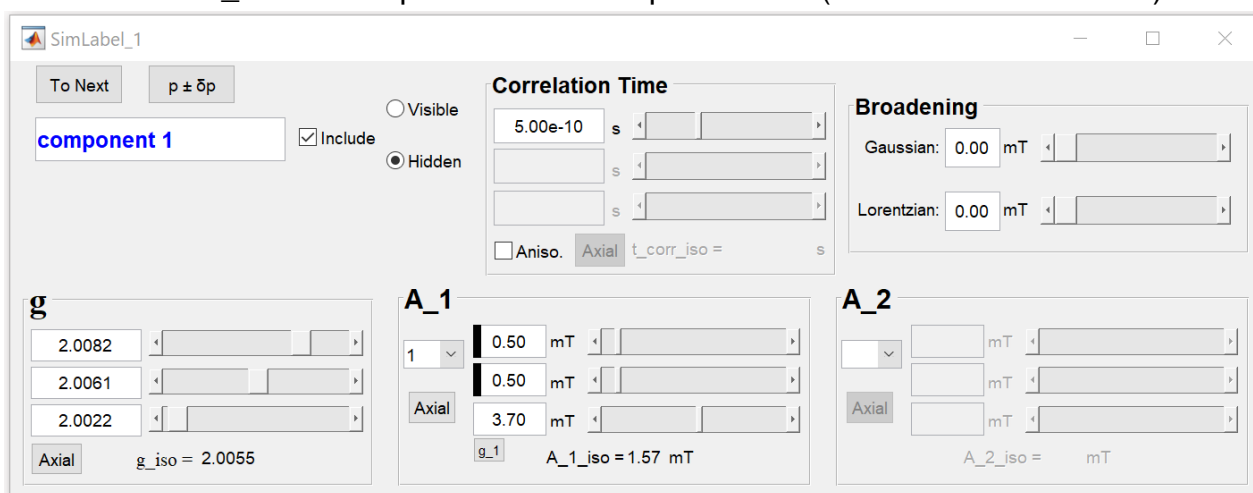 SimLabel_1
To Next p ± δp
component 1
Include
Visible
Hidden
Correlation Time
5.00e-10 s
s
s
Aniso. Axial t_corr_iso = s
Broadening
Gaussian: 0.00 mT
Lorentzian: 0.00 mT
g
2.0082
2.0061
2.0022
Axial g_iso = 2.0055
A_1
1
0.50 mT
0.50 mT
Axial
3.70 mT
g_1 A_1_iso = 1.57 mT
A_2
mT
mT
Axial
mT
A_2_iso = mT